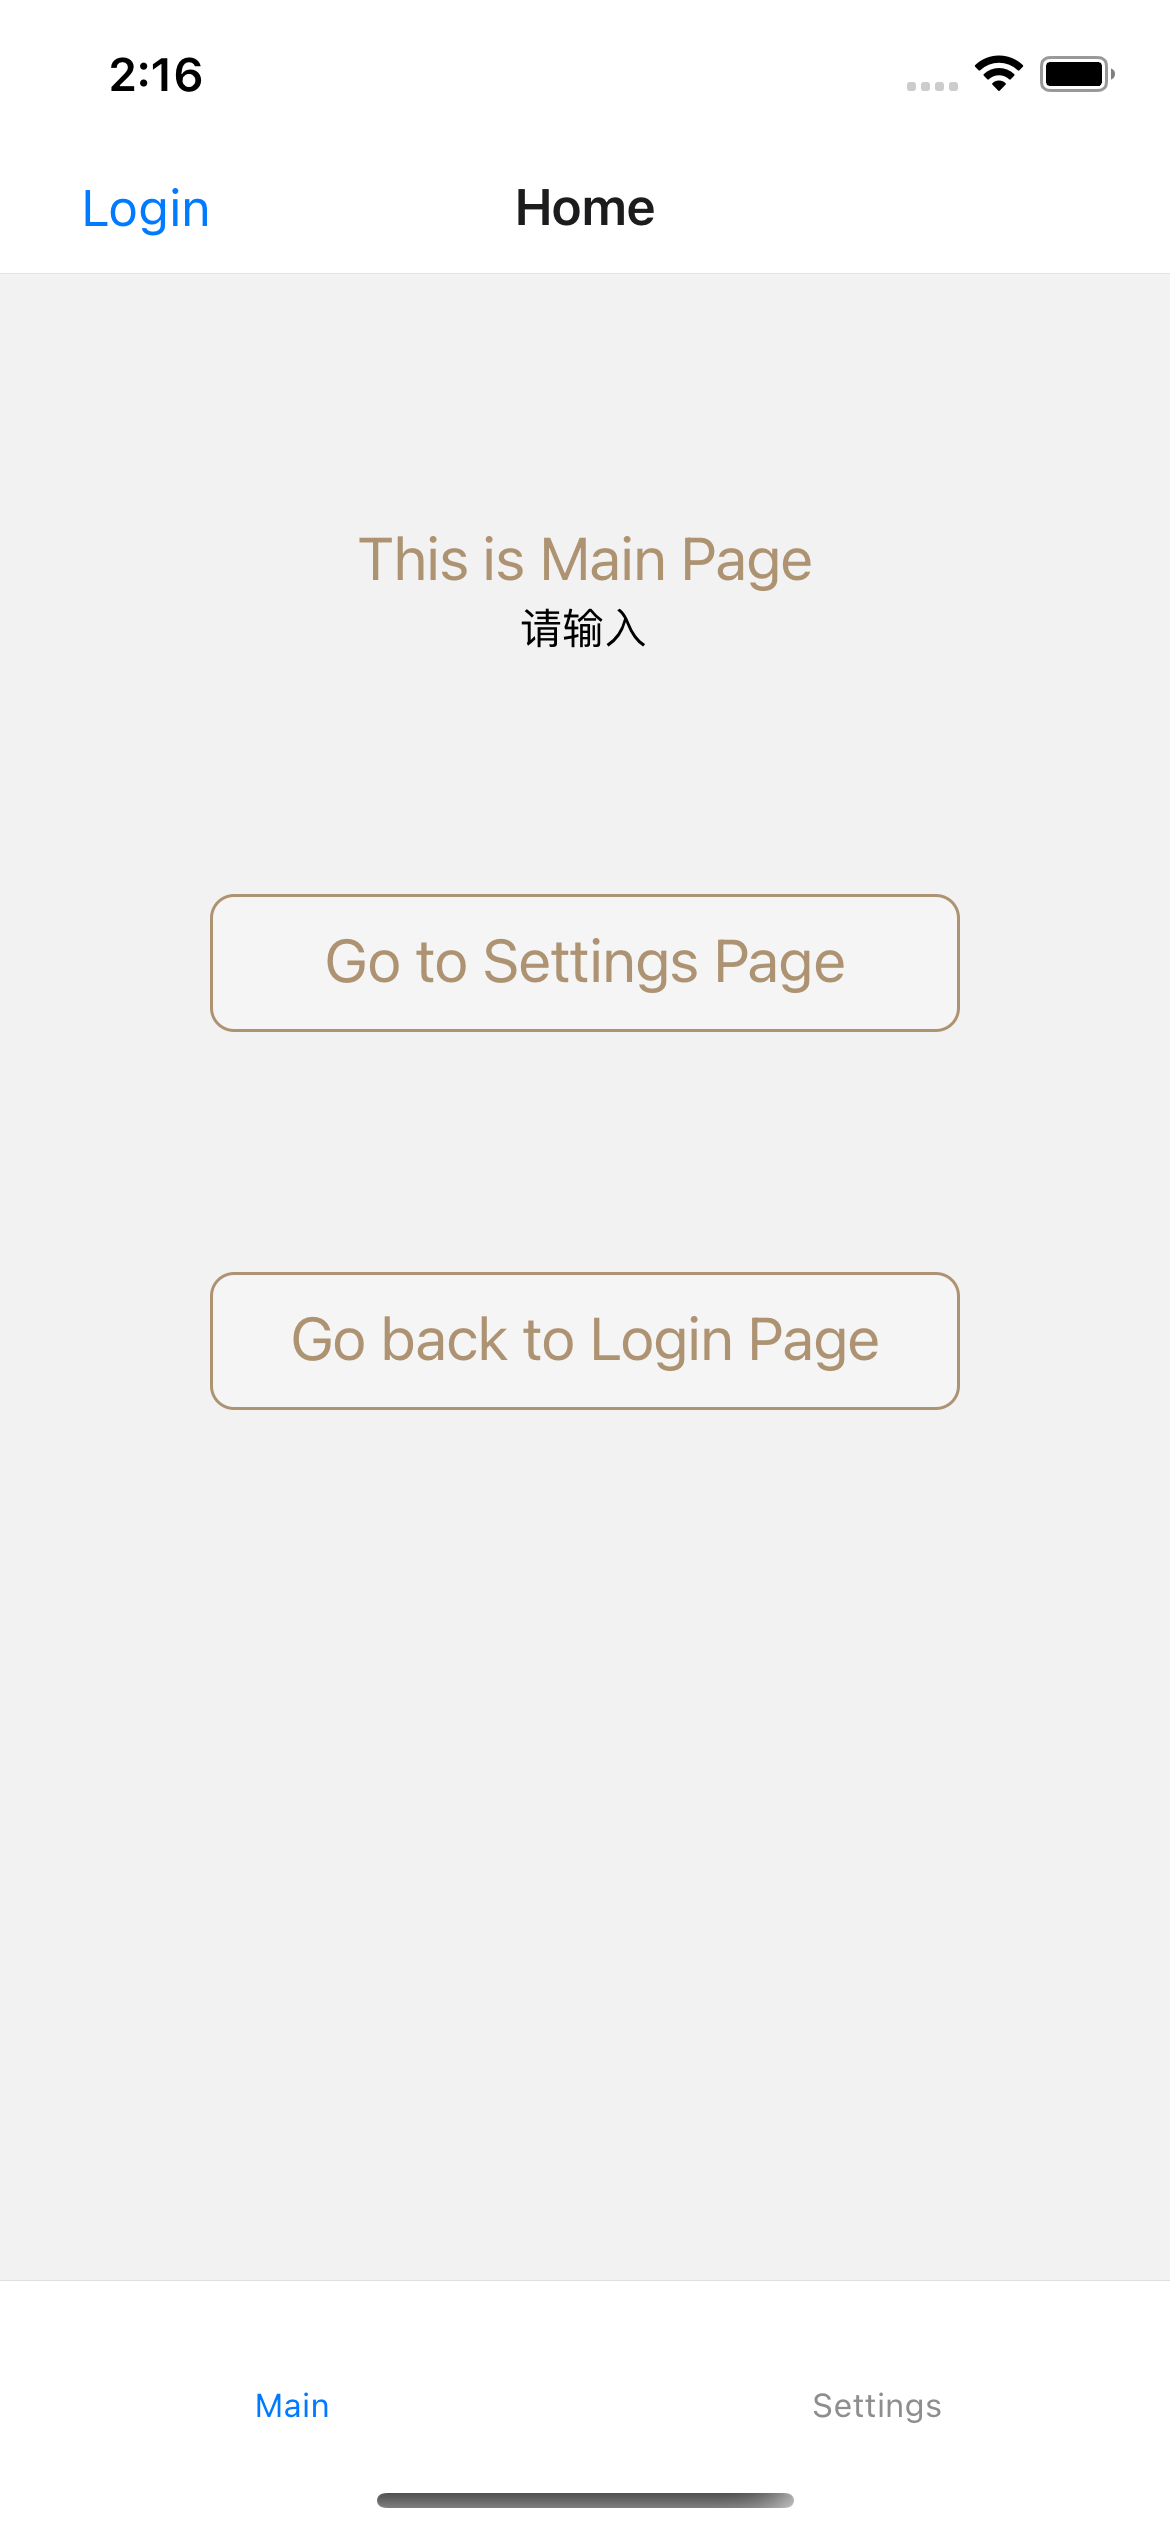 2:16
Login
Home
This is Main Page
请输入
Go to Settings Page
Go back to Login Page
Main
Settings